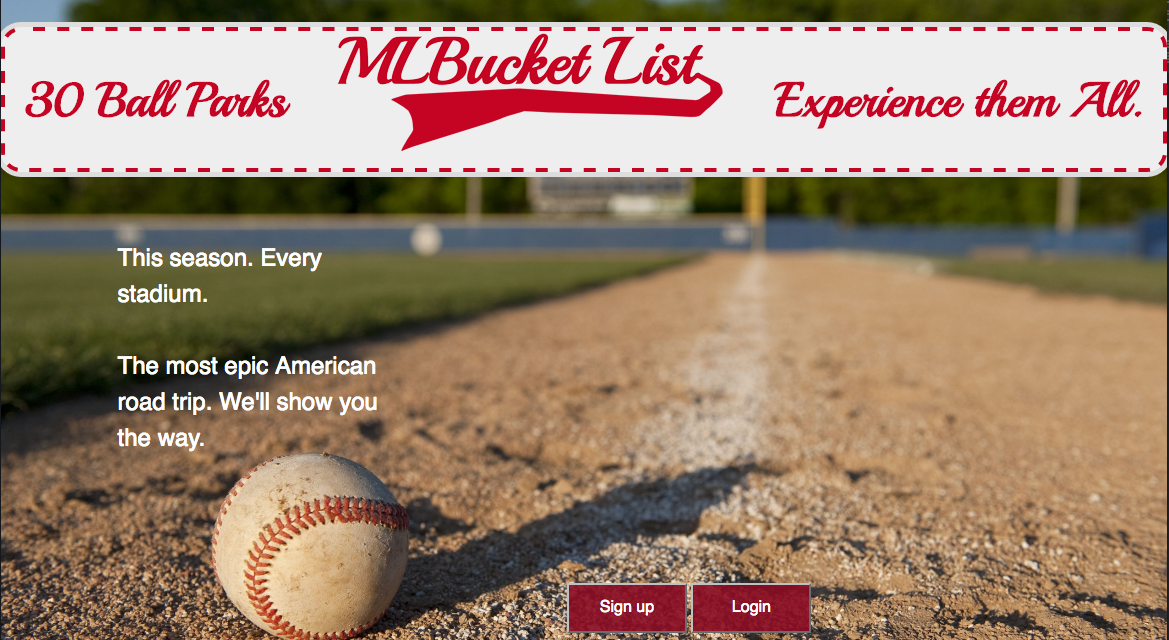 MLBucket List
30 Ball Parks
Experience them All.
This season. Every
stadium.
The most epic American
road trip. We'll show you
the way.
Sign up
Login